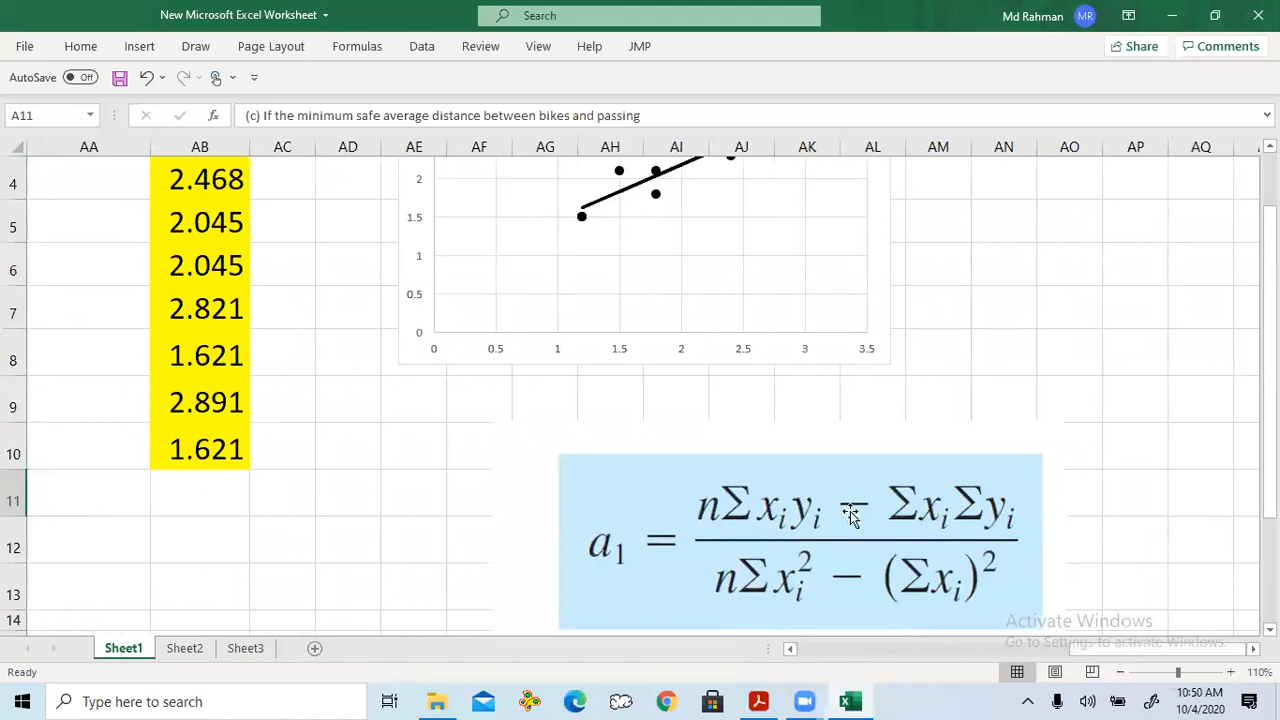 New Microsoft Excel Worksheet
Search
Md Rahman
MR
File Home Insert Draw Page Layout Formulas Data Review View Help JMP
Share
Comments
AutoSave Off
A11
fx
(c) If the minimum safe average distance between bikes and passing
AA AB AC AD AE AF AG AH AI AJ AK AL AM AN AO AP AQ
4 2.468
5 2.045
6 2.045
7 2.821
8 1.621
9 2.891
10 1.621
11
12
13
14
2
1.5
1
0.5
0
0 0.5 1 1.5 2 2.5 3 3.5
a₁ = (nΣxᵢyᵢ − ΣxᵢΣyᵢ) / (nΣxᵢ² − (Σxᵢ)²)
Activate Windows
Go to Settings to activate Windows.
Sheet1 Sheet2 Sheet3
Ready
110%
Type here to search
10:50 AM
10/4/2020